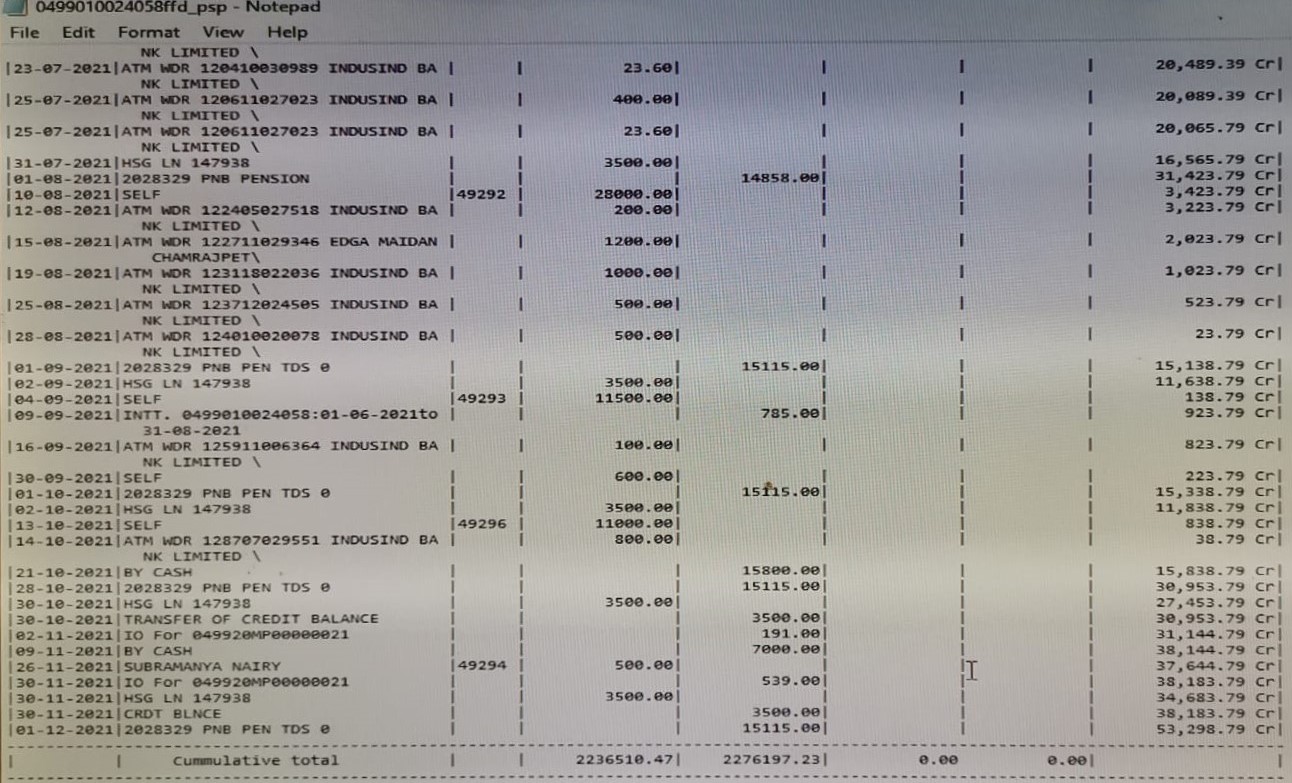 0499010024058ffd_psp - Notepad
File Edit Format View Help
NK LIMITED \
|23-07-2021|ATM WDR 120410030989 INDUSIND BA | | 23.60| | | | 20,489.39 Cr|
NK LIMITED \
|25-07-2021|ATM WDR 120611027023 INDUSIND BA | | 400.00| | | | 20,089.39 Cr|
NK LIMITED \
|25-07-2021|ATM WDR 120611027023 INDUSIND BA | | 23.60| | | | 20,065.79 Cr|
NK LIMITED \
|31-07-2021|HSG LN 147938 | | 3500.00| | | | 16,565.79 Cr|
|01-08-2021|2028329 PNB PENSION | | | 14858.00| | | 31,423.79 Cr|
|10-08-2021|SELF |49292 | 28000.00| | | | 3,423.79 Cr|
|12-08-2021|ATM WDR 122405027518 INDUSIND BA | | 200.00| | | | 3,223.79 Cr|
NK LIMITED \
|15-08-2021|ATM WDR 122711029346 EDGA MAIDAN | | 1200.00| | | | 2,023.79 Cr|
CHAMRAJPET\
|19-08-2021|ATM WDR 123118022036 INDUSIND BA | | 1000.00| | | | 1,023.79 Cr|
NK LIMITED \
|25-08-2021|ATM WDR 123712024505 INDUSIND BA | | 500.00| | | | 523.79 Cr|
NK LIMITED \
|28-08-2021|ATM WDR 124010020078 INDUSIND BA | | 500.00| | | | 23.79 Cr|
NK LIMITED \
|01-09-2021|2028329 PNB PEN TDS 0 | | | 15115.00| | | 15,138.79 Cr|
|02-09-2021|HSG LN 147938 | | 3500.00| | | | 11,638.79 Cr|
|04-09-2021|SELF |49293 | 11500.00| | | | 138.79 Cr|
|09-09-2021|INTT. 0499010024058:01-06-2021to | | | 785.00| | | 923.79 Cr|
31-08-2021
|16-09-2021|ATM WDR 125911006364 INDUSIND BA | | 100.00| | | | 823.79 Cr|
NK LIMITED \
|30-09-2021|SELF | | 600.00| | | | 223.79 Cr|
|01-10-2021|2028329 PNB PEN TDS 0 | | | 15115.00| | | 15,338.79 Cr|
|02-10-2021|HSG LN 147938 | | 3500.00| | | | 11,838.79 Cr|
|13-10-2021|SELF |49296 | 11000.00| | | | 838.79 Cr|
|14-10-2021|ATM WDR 128707029551 INDUSIND BA | | 800.00| | | | 38.79 Cr|
NK LIMITED \
|21-10-2021|BY CASH | | | 15800.00| | | 15,838.79 Cr|
|28-10-2021|2028329 PNB PEN TDS 0 | | | 15115.00| | | 30,953.79 Cr|
|30-10-2021|HSG LN 147938 | | 3500.00| | | | 27,453.79 Cr|
|30-10-2021|TRANSFER OF CREDIT BALANCE | | | 3500.00| | | 30,953.79 Cr|
|02-11-2021|IO For 049920MP00000021 | | | 191.00| | | 31,144.79 Cr|
|09-11-2021|BY CASH | | | 7000.00| | | 38,144.79 Cr|
|26-11-2021|SUBRAMANYA NAIRY |49294 | 500.00| | | | 37,644.79 Cr|
|30-11-2021|IO For 049920MP00000021 | | | 539.00| | | 38,183.79 Cr|
|30-11-2021|HSG LN 147938 | | 3500.00| | | | 34,683.79 Cr|
|30-11-2021|CRDT BLNCE | | | 3500.00| | | 38,183.79 Cr|
|01-12-2021|2028329 PNB PEN TDS 0 | | | 15115.00| | | 53,298.79 Cr|
| | Cummulative total | | 2236510.47| 2276197.23| 0.00 0.00| |